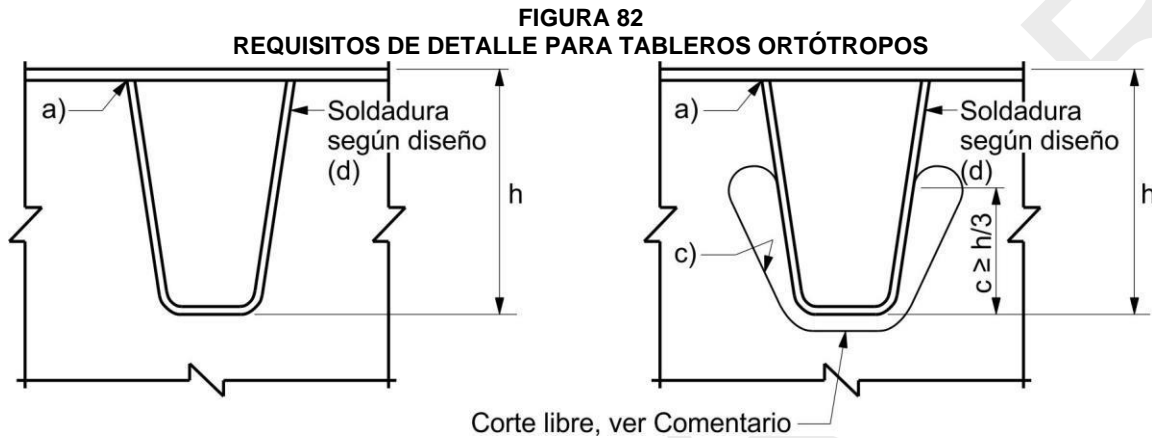 FIGURA 82
REQUISITOS DE DETALLE PARA TABLEROS ORTÓTROPOS
a)
Soldadura
según diseño
(d)
h
a)
Soldadura
según diseño
(d)
h
c)
c ≥ h/3
Corte libre, ver Comentario